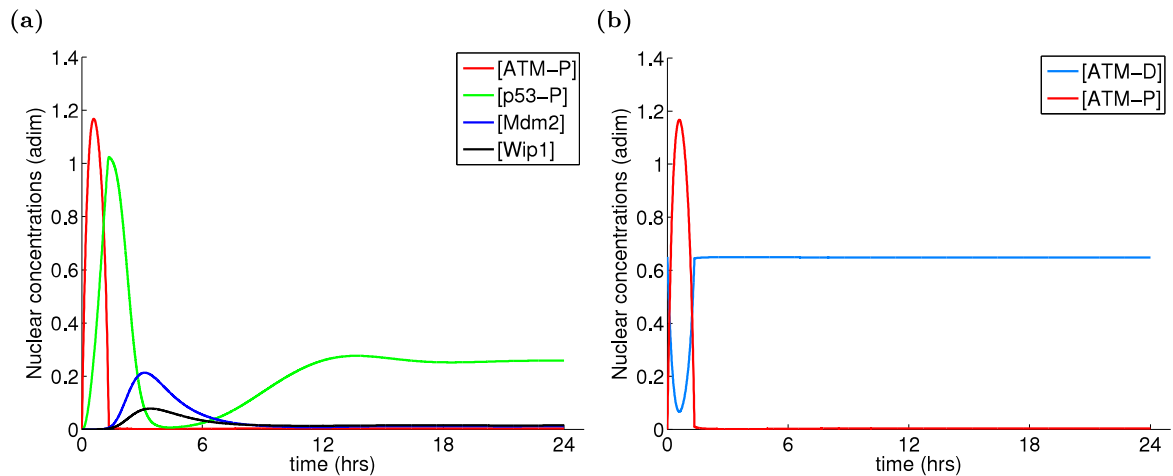 (a)
Nuclear concentrations (adim)
1.4
1.2
1
0.8
0.6
0.4
0.2
0
0
6
12
18
24
time (hrs)
[ATM−P]
[p53−P]
[Mdm2]
[Wip1]
(b)
Nuclear concentrations (adim)
1.4
1.2
1
0.8
0.6
0.4
0.2
0
0
6
12
18
24
time (hrs)
[ATM−D]
[ATM−P]